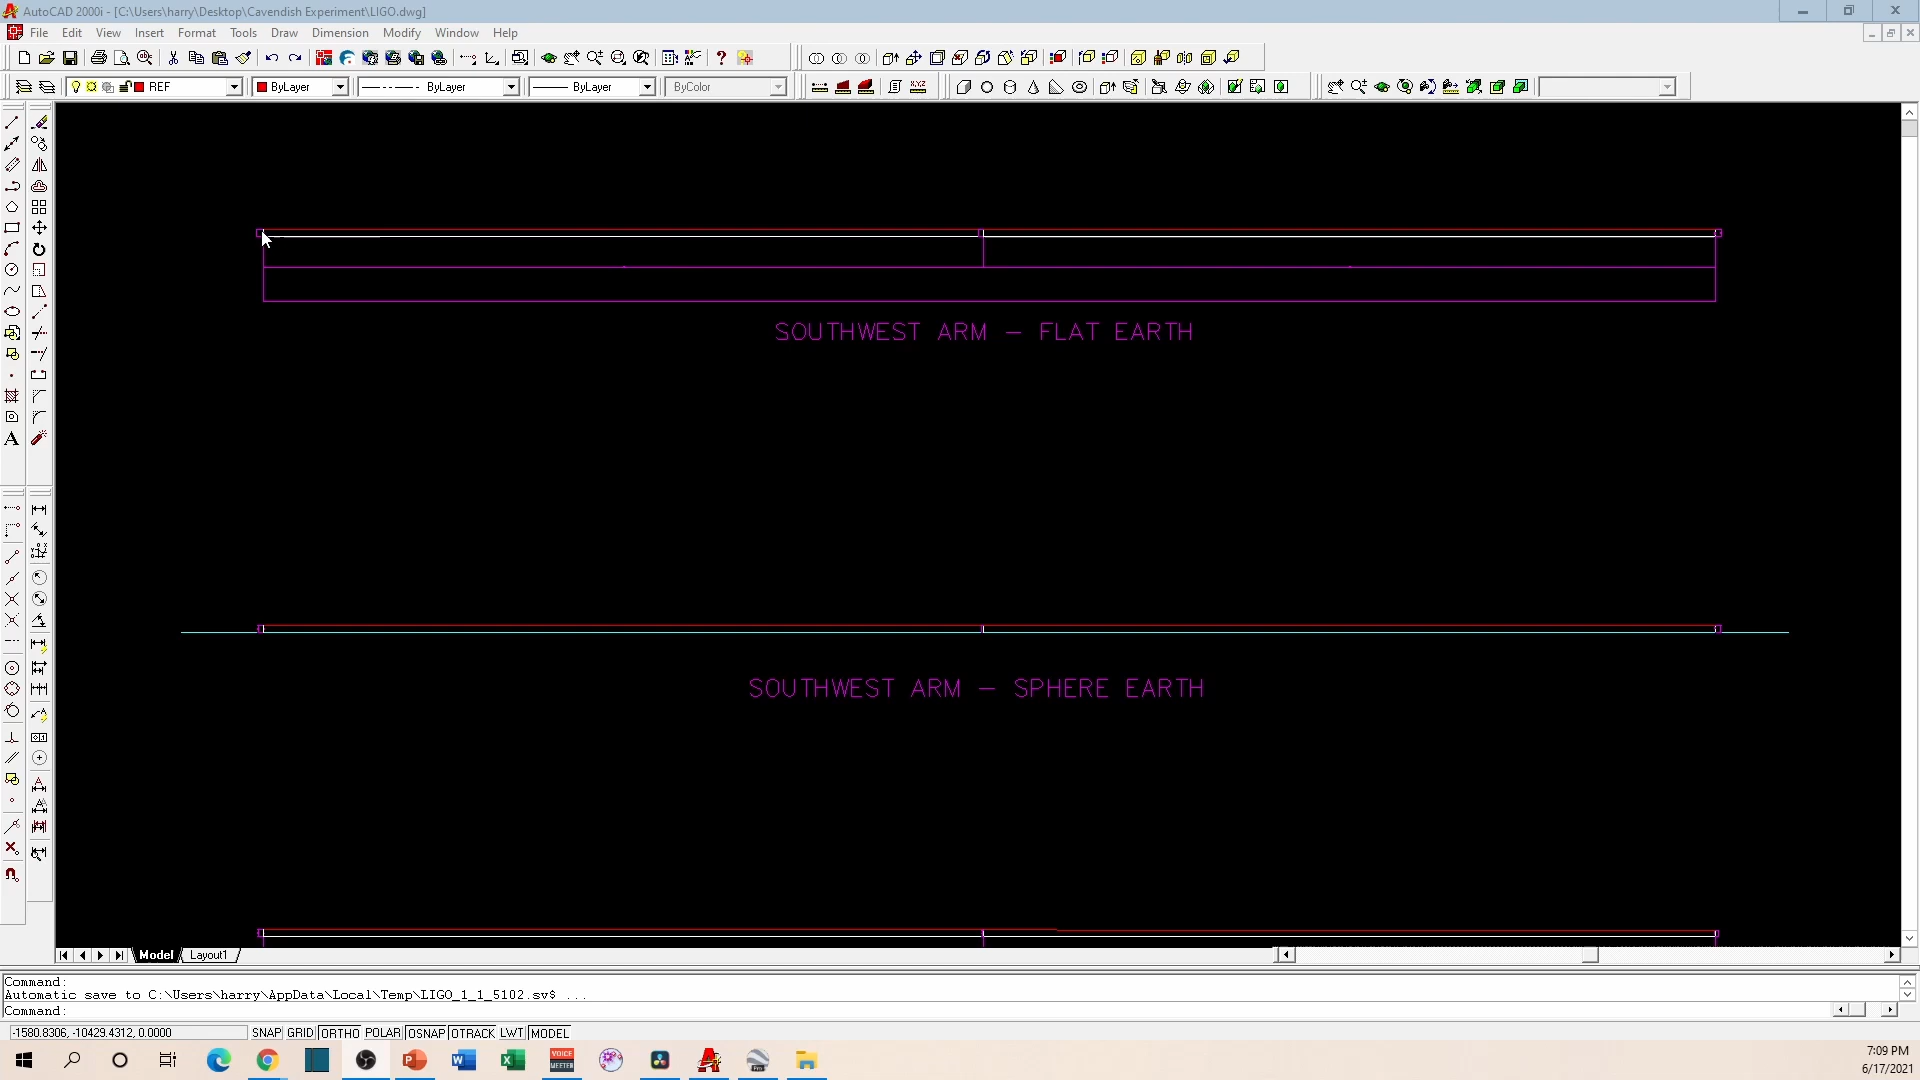 AutoCAD 2000i - [C:\Users\harry\Desktop\Cavendish Experiment\LIGO.dwg]
File Edit View Insert Format Tools Draw Dimension Modify Window Help
REF ByLayer ByLayer ByLayer ByColor
SOUTHWEST ARM - FLAT EARTH
SOUTHWEST ARM - SPHERE EARTH
Model Layout1
Command:
Automatic save to C:\Users\harry\AppData\Local\Temp\LIGO_1_1_5102.sv$ ...
Command:
-1580.8306, -10429.4312, 0.0000 SNAP GRID ORTHO POLAR OSNAP OTRACK LWT MODEL
VOICE
MEETER
7:09 PM
6/17/2021